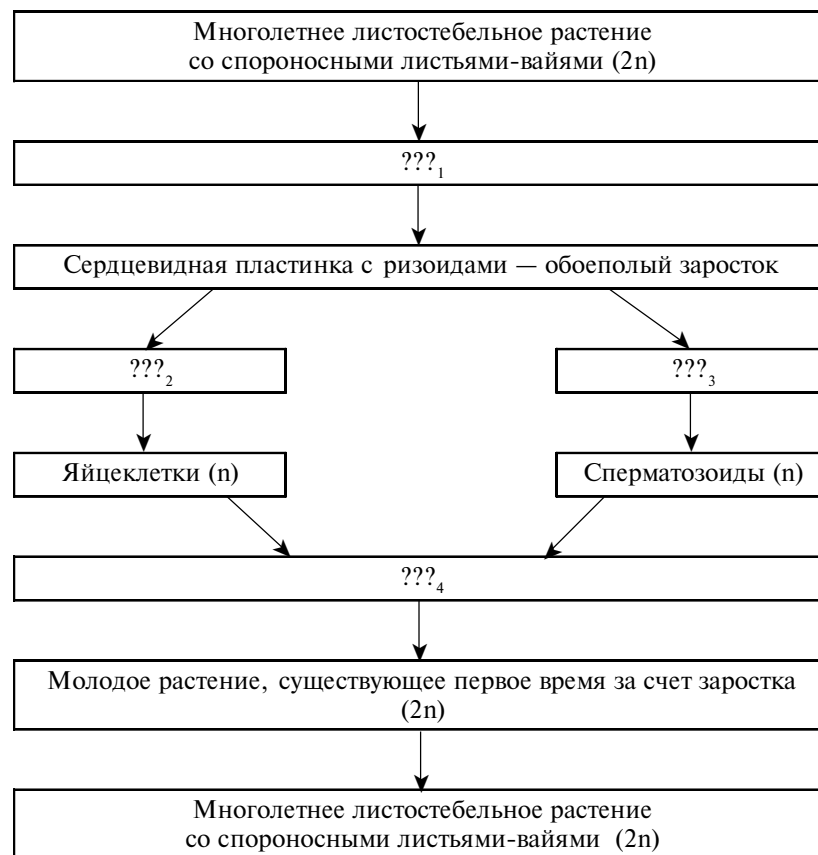 Многолетнее листостебельное растение
со спороносными листьями-вайями (2n)
???₁
Сердцевидная пластинка с ризоидами — обоеполый заросток
???₂ ???₃
Яйцеклетки (n) Сперматозоиды (n)
???₄
Молодое растение, существующее первое время за счет заростка
(2n)
Многолетнее листостебельное растение
со спороносными листьями-вайями (2n)